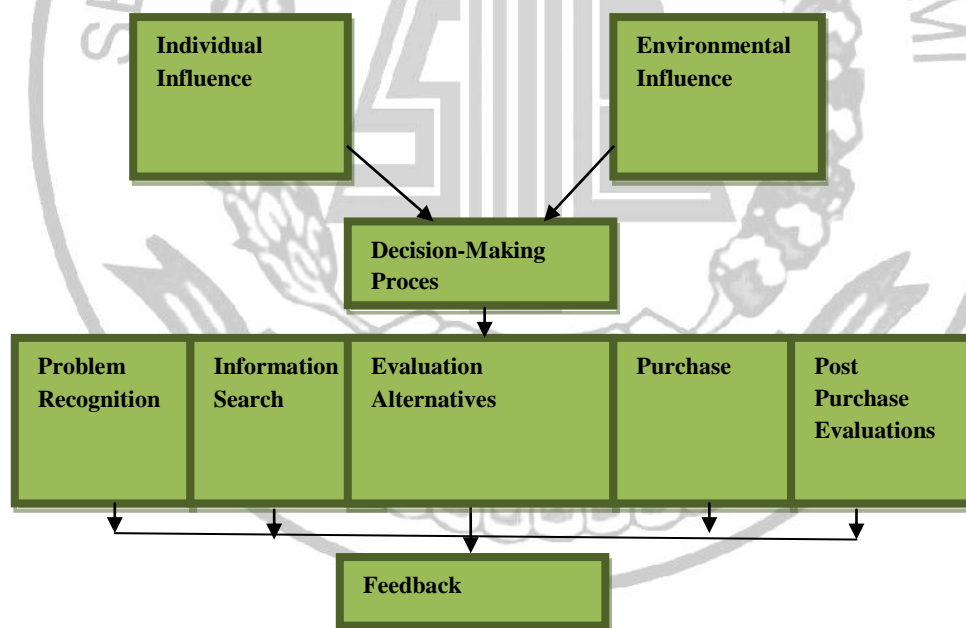 Individual
Influence
Environmental
Influence
Decision-Making
Proces
Problem
Recognition
Information
Search
Evaluation
Alternatives
Purchase
Post
Purchase
Evaluations
Feedback